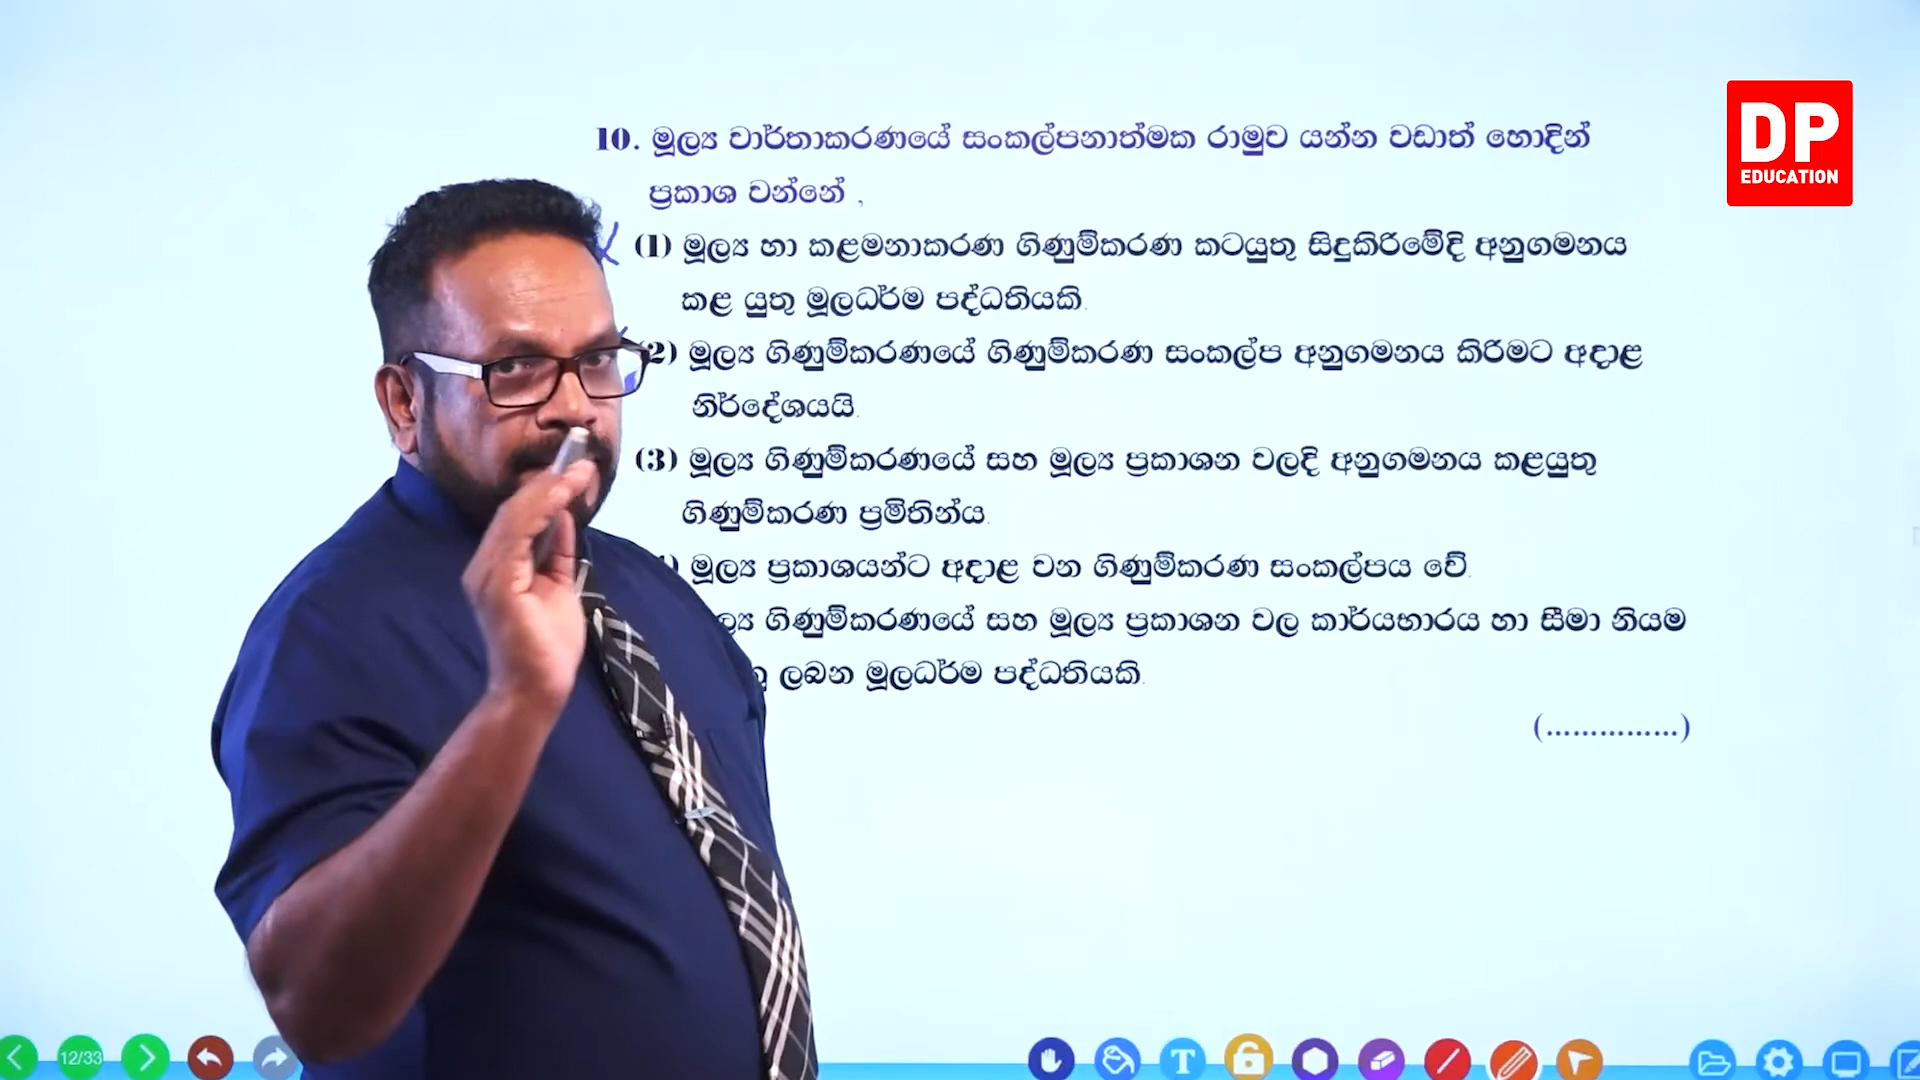 DP
EDUCATION
10. මූල්‍ය වාර්තාකරණයේ සංකල්පනාත්මක රාමුව යන්න වඩාත් හොඳින්
ප්‍රකාශ වන්නේ ,
(1) මූල්‍ය හා කළමනාකරණ ගිණුම්කරණ කටයුතු සිදුකිරිමේදි අනුගමනය
කළ යුතු මූලධර්ම පද්ධතියකි.
2) මූල්‍ය ගිණුම්කරණයේ ගිණුම්කරණ සංකල්ප අනුගමනය කිරිමට අදාළ
නිර්දේශයයි.
(3) මූල්‍ය ගිණුම්කරණයේ සහ මූල්‍ය ප්‍රකාශන වලදි අනුගමනය කළයුතු
ගිණුම්කරණ ප්‍රමිතින්ය.
) මූල්‍ය ප්‍රකාශයන්ට අදාළ වන ගිණුම්කරණ සංකල්පය වේ.
ගිණුම්කරණයේ සහ මූල්‍ය ප්‍රකාශන වල කාර්යභාරය හා සීමා නියම
ලබන මූලධර්ම පද්ධතියකි.
(...............)
12/33